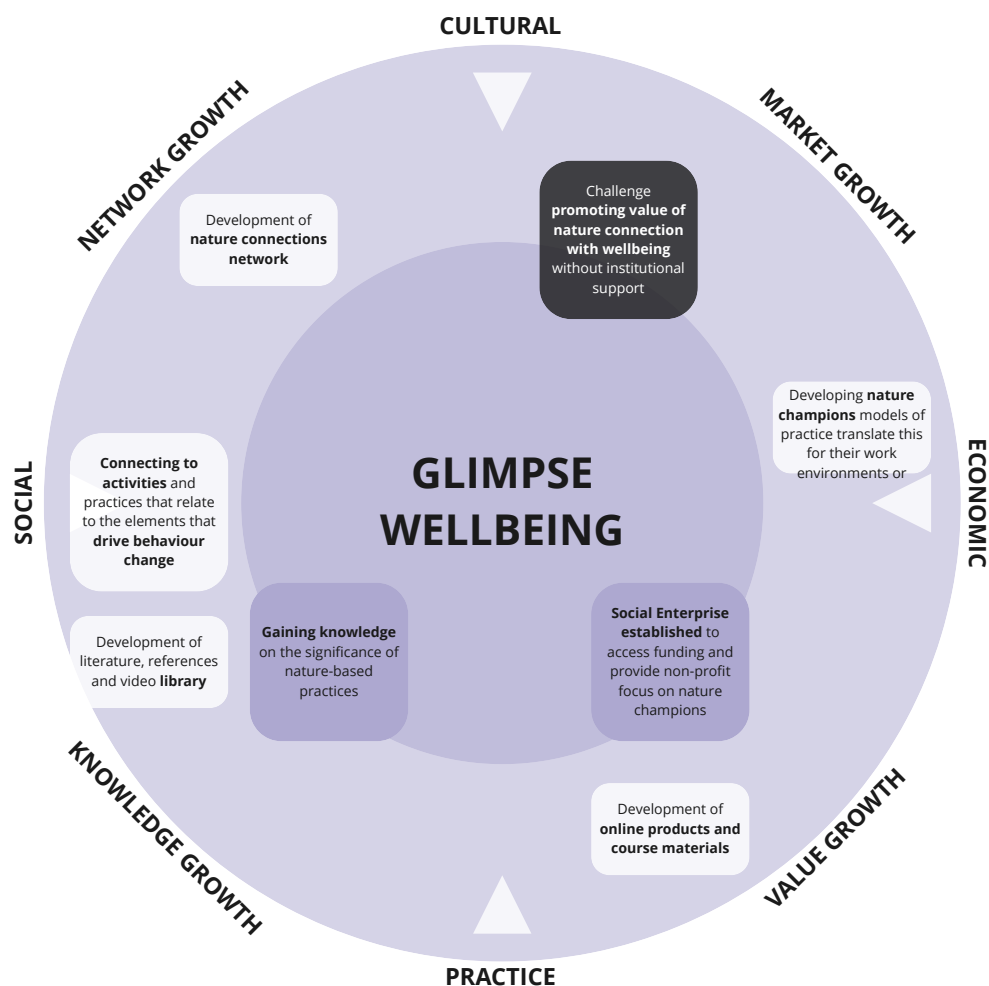 CULTURAL
NETWORK GROWTH
MARKET GROWTH
Development of
nature connections
network
Challenge
promoting value of
nature connection
with wellbeing
without institutional
support
Developing nature
champions models of
practice translate this
for their work
environments or
SOCIAL
Connecting to
activities and
practices that relate
to the elements that
drive behaviour
change
GLIMPSE
WELLBEING
ECONOMIC
Development of
literature, references
and video library
Gaining knowledge
on the significance of
nature-based
practices
Social Enterprise
established to
access funding and
provide non-profit
focus on nature
champions
KNOWLEDGE GROWTH
Development of
online products and
course materials
VALUE GROWTH
PRACTICE